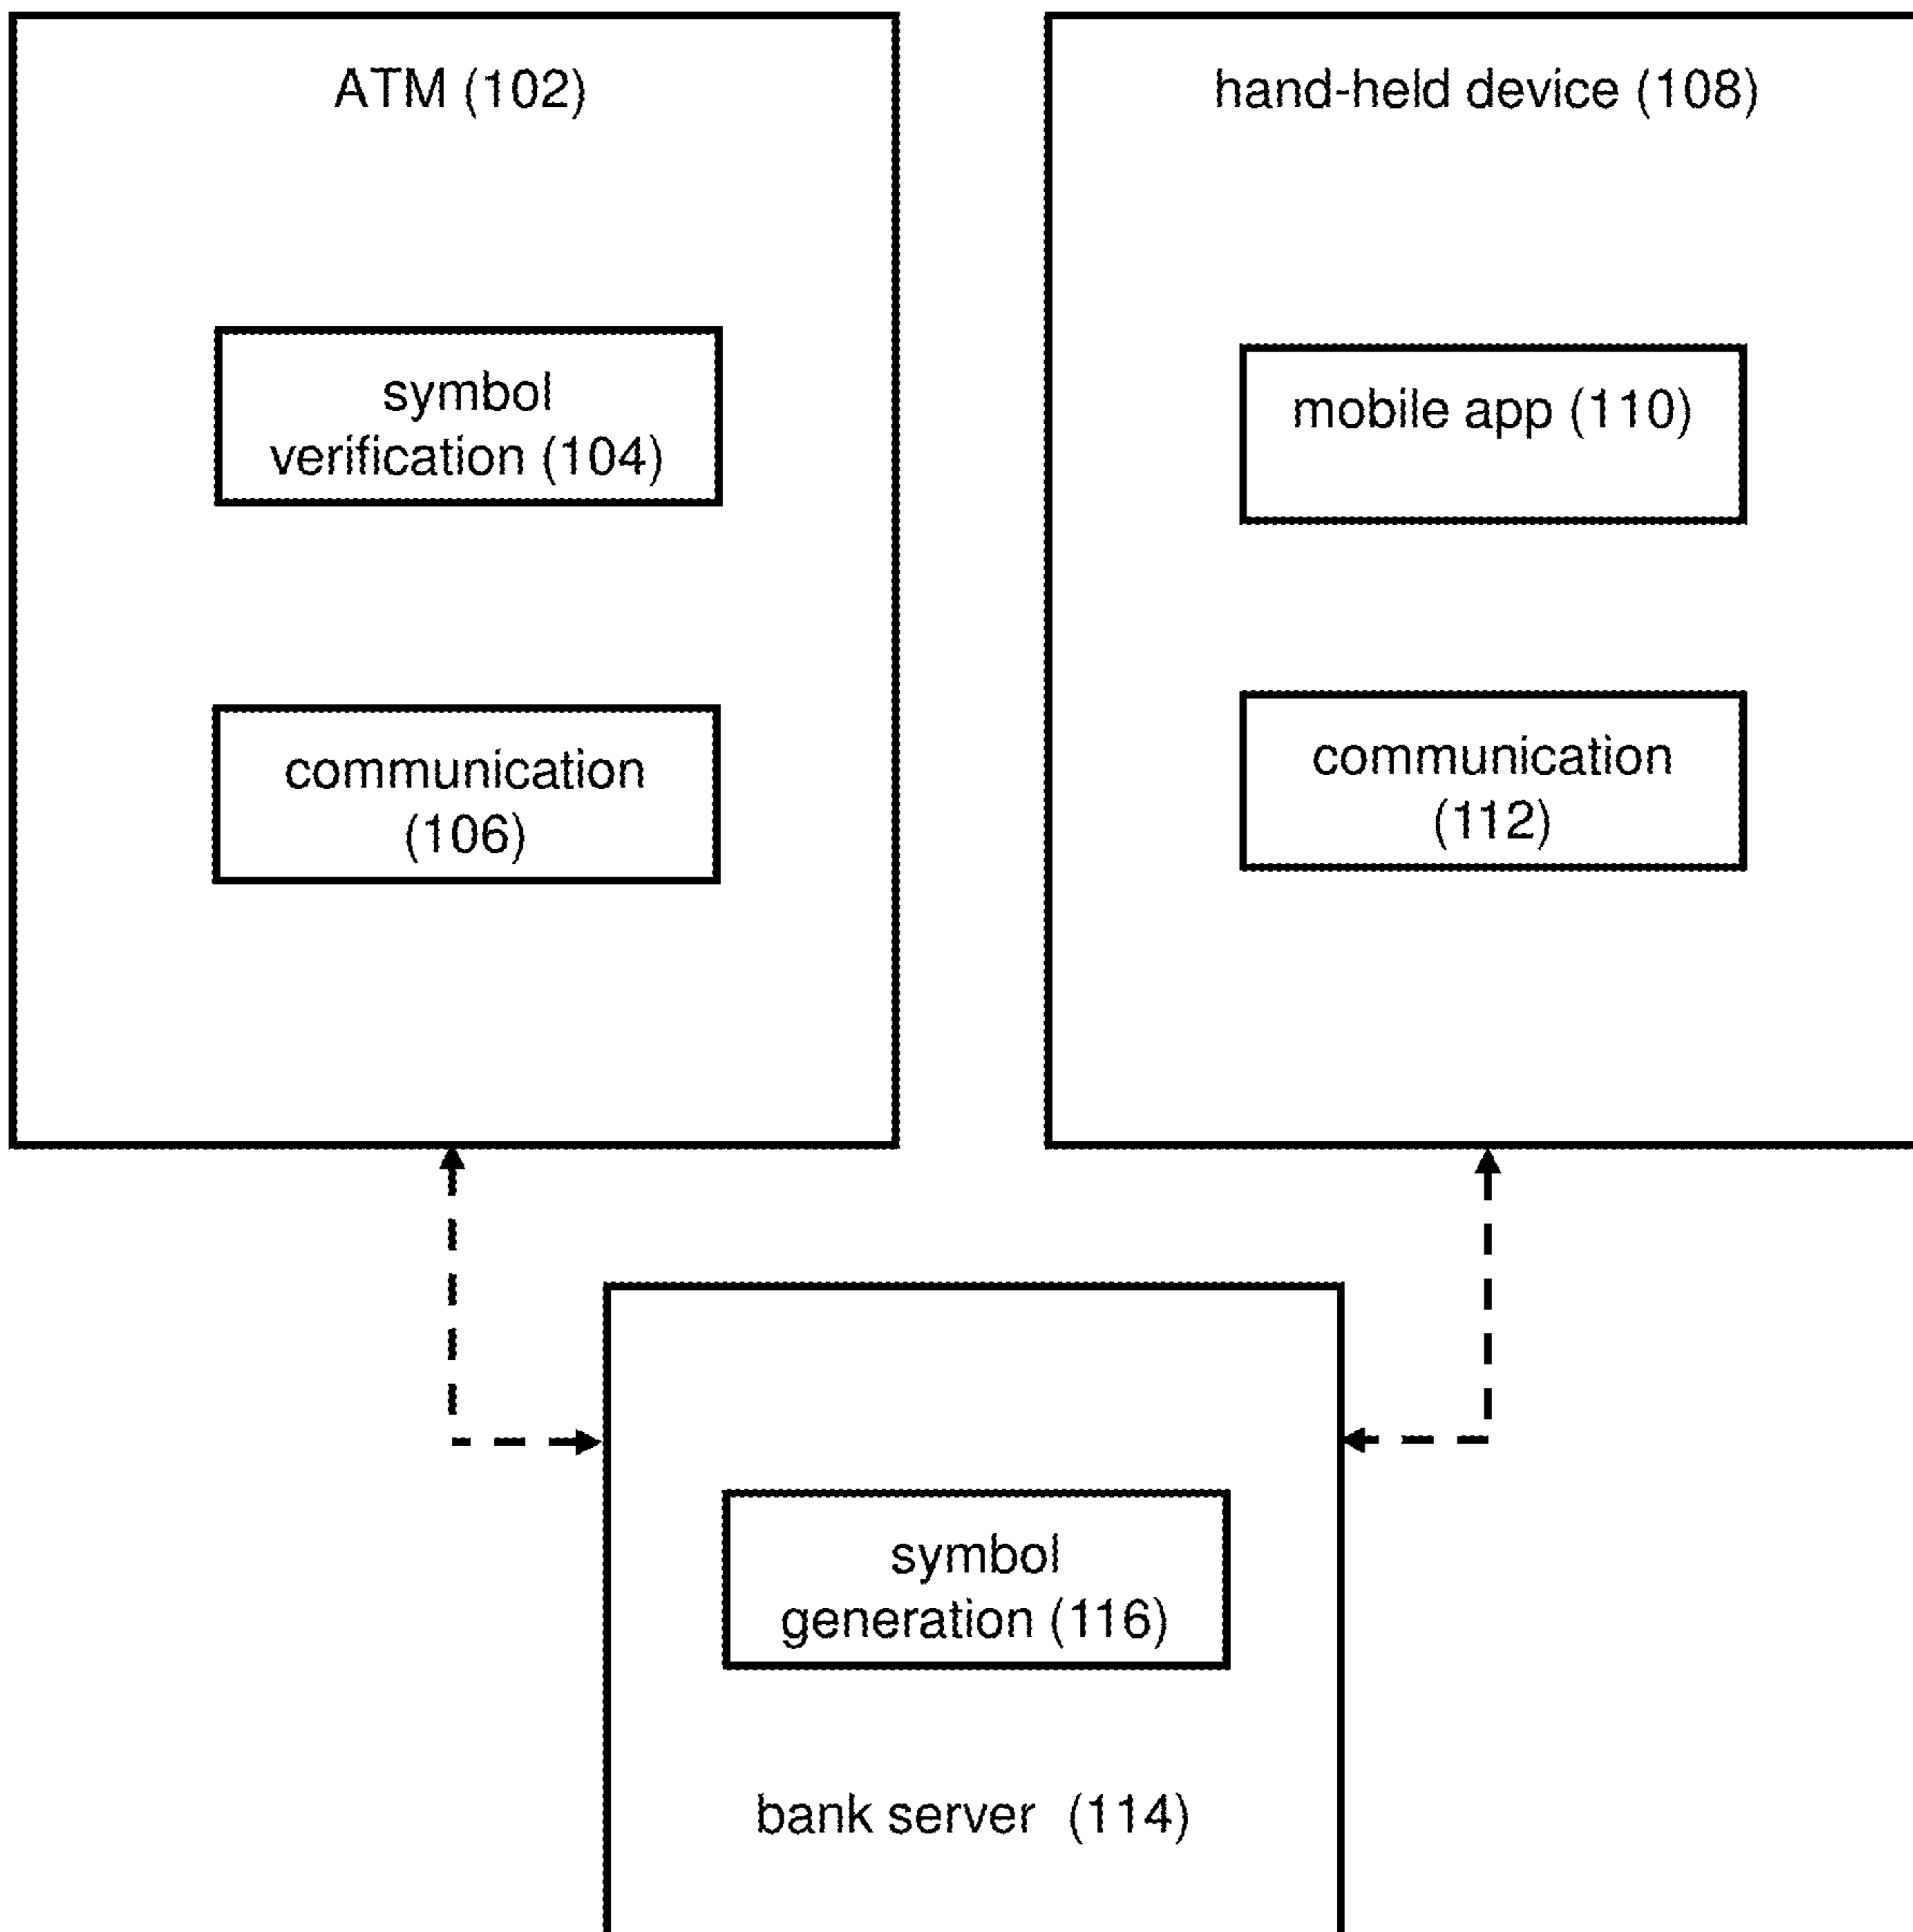 ATM (102)
symbol
verification (104)
communication
(106)
hand-held device (108)
mobile app (110)
communication
(112)
symbol
generation (116)
bank server (114)